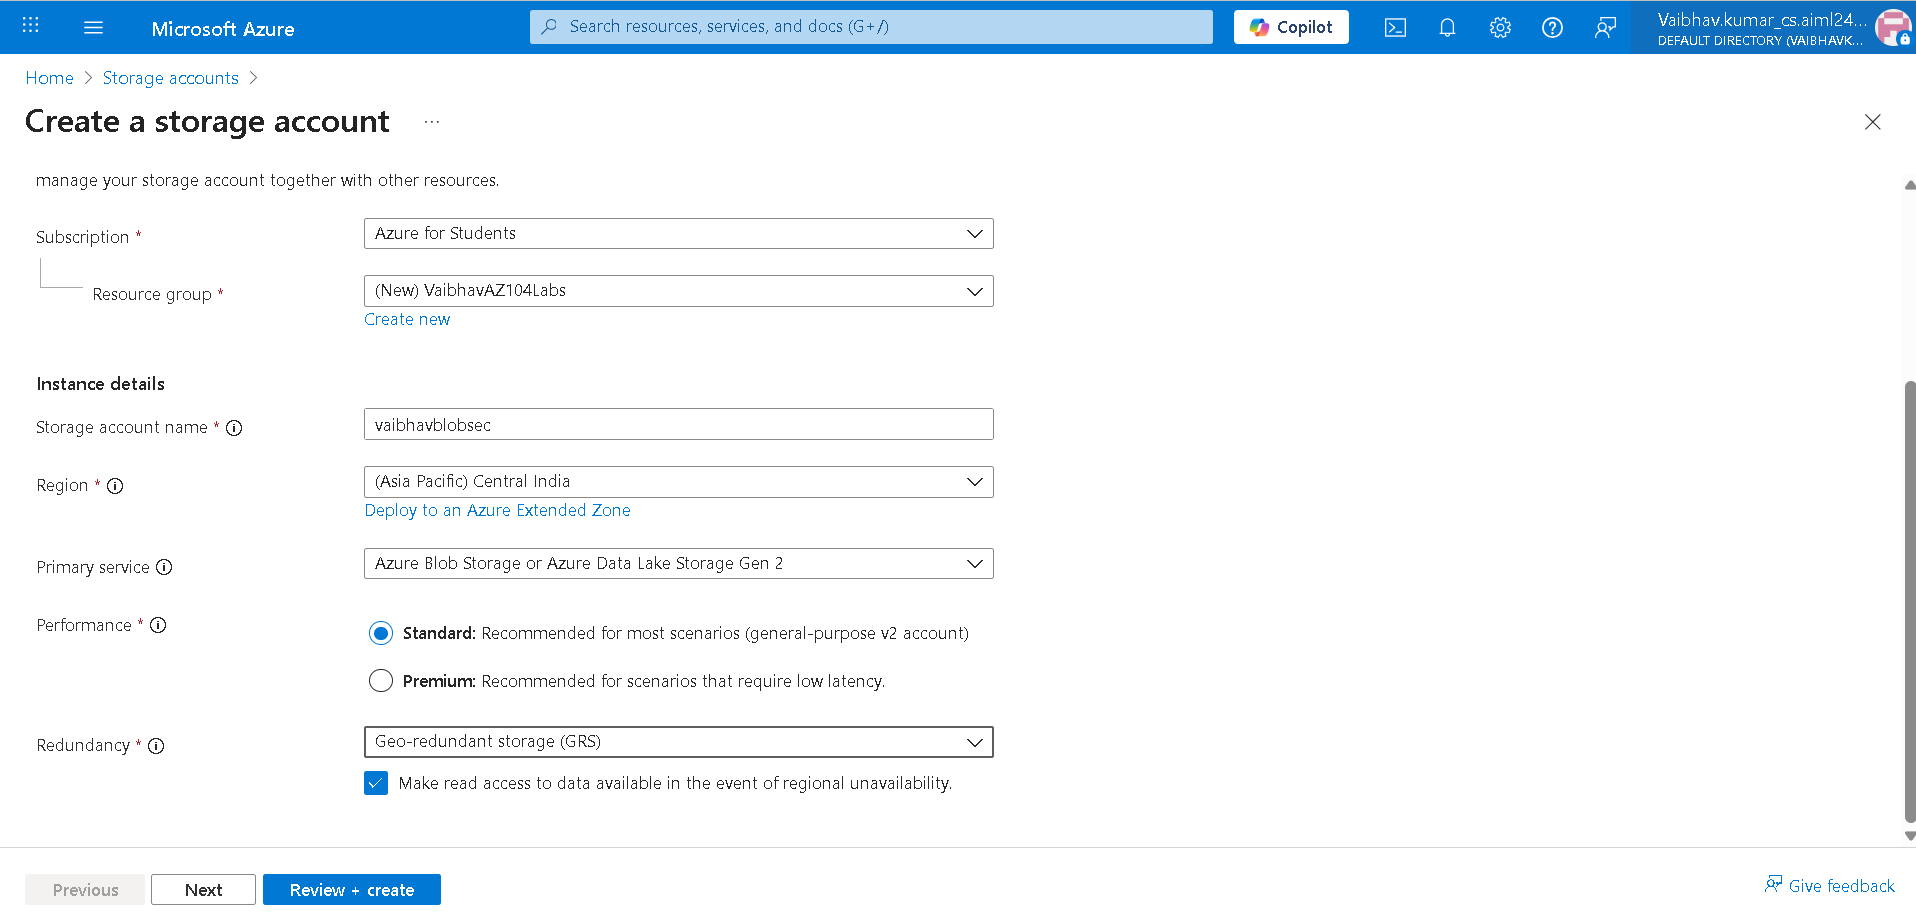 Microsoft Azure
Search resources, services, and docs (G+/)
Copilot
Vaibhav.kumar_cs.aiml24...
DEFAULT DIRECTORY (VAIBHAVK...
Home > Storage accounts >
Create a storage account ...
manage your storage account together with other resources.
Subscription *
Azure for Students
Resource group *
(New) VaibhavAZ104Labs
Create new
Instance details
Storage account name *
vaibhavblobsec
Region *
(Asia Pacific) Central India
Deploy to an Azure Extended Zone
Primary service
Azure Blob Storage or Azure Data Lake Storage Gen 2
Performance *
Standard: Recommended for most scenarios (general-purpose v2 account)
Premium: Recommended for scenarios that require low latency.
Redundancy *
Geo-redundant storage (GRS)
Make read access to data available in the event of regional unavailability.
Previous
Next
Review + create
Give feedback